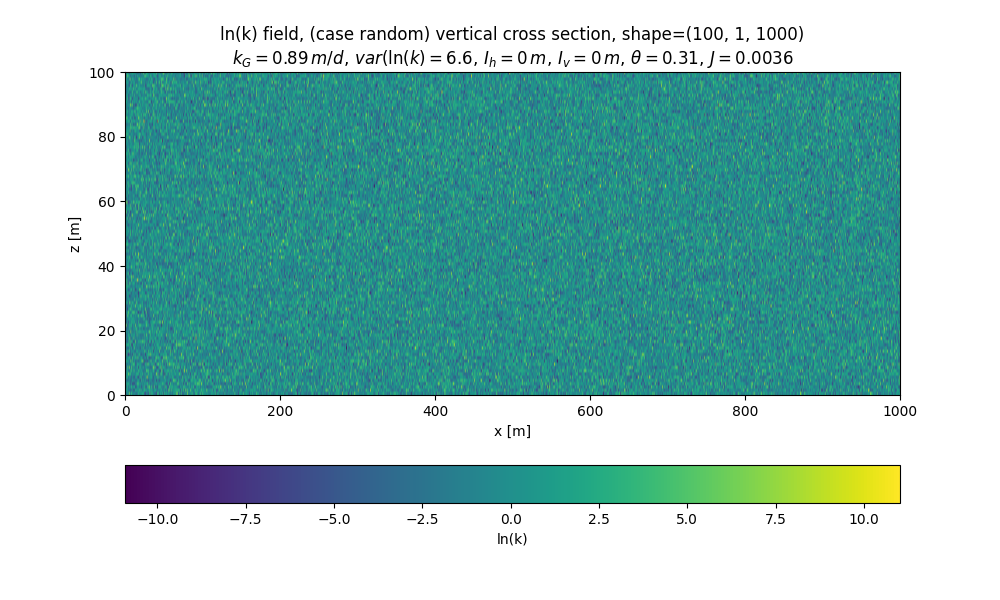 ln(k) field, (case random) vertical cross section, shape=(100, 1, 1000)
k_G = 0.89 m/d, var(ln(k) = 6.6, I_h = 0 m, I_v = 0 m, θ = 0.31, J = 0.0036
100
80
60
40
20
0
z [m]
0 200 400 600 800 1000
x [m]
−10.0 −7.5 −5.0 −2.5 0.0 2.5 5.0 7.5 10.0
ln(k)